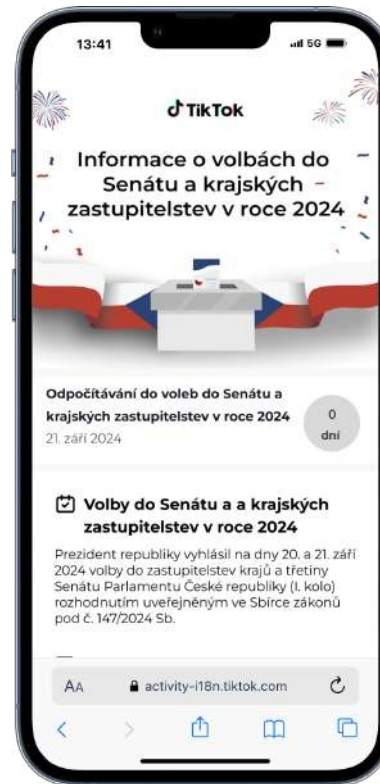 13:41
5G
TikTok
Informace o volbách do
Senátu a krajských
zastupitelstev v roce 2024
Odpočítávání do voleb do Senátu a
krajských zastupitelstev v roce 2024
21. září 2024
0
dní
Volby do Senátu a a krajských
zastupitelstev v roce 2024
Prezident republiky vyhlásil na dny 20. a 21. září
2024 volby do zastupitelstev krajů a třetiny
Senátu Parlamentu České republiky (I. kolo)
rozhodnutím uveřejněným ve Sbírce zákonů
pod č. 147/2024 Sb.
AA activity-i18n.tiktok.com